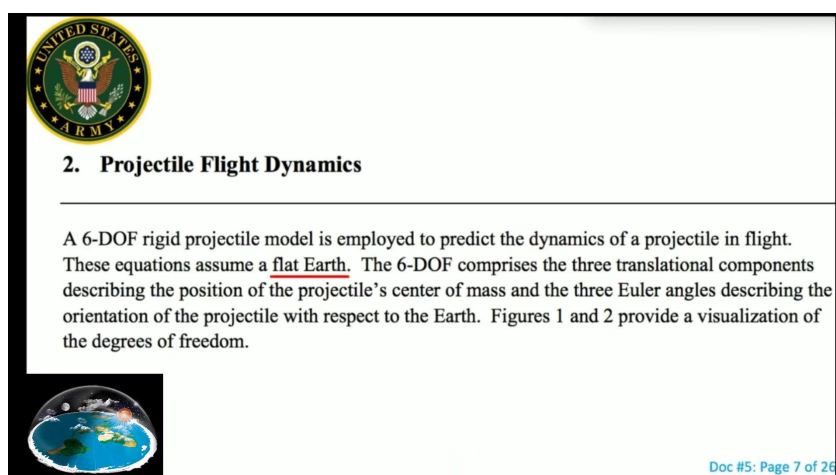 UNITED STATES
ARMY
2. Projectile Flight Dynamics
A 6-DOF rigid projectile model is employed to predict the dynamics of a projectile in flight.
These equations assume a flat Earth. The 6-DOF comprises the three translational components
describing the position of the projectile's center of mass and the three Euler angles describing the
orientation of the projectile with respect to the Earth. Figures 1 and 2 provide a visualization of
the degrees of freedom.
Doc #5: Page 7 of 26